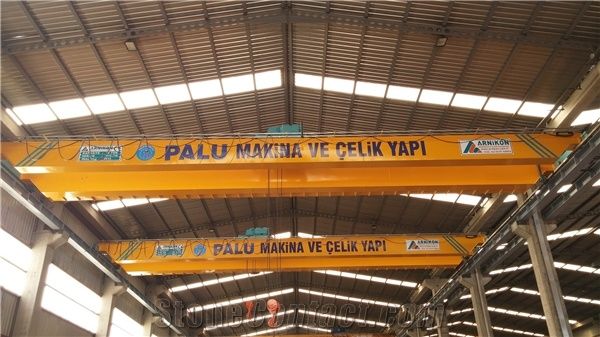 PALU MAKİNA VE ÇELİK YAPI
ARNİKON
PALU MAKİNA VE ÇELİK YAPI
ARNİKON
StoneContact.com